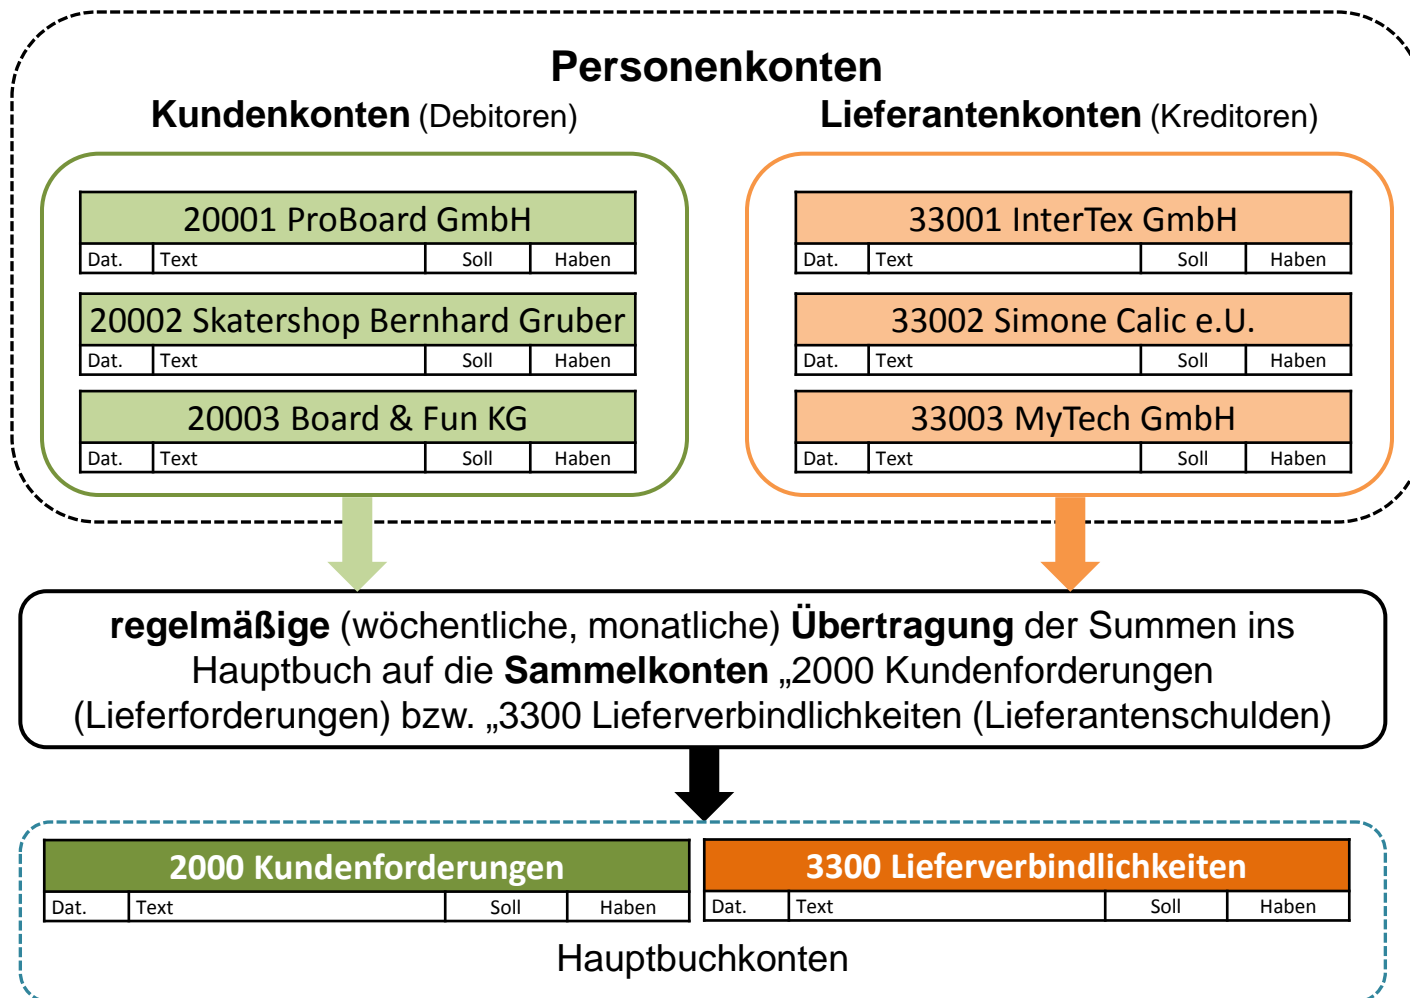 Personenkonten
Kundenkonten (Debitoren)
20001 ProBoard GmbH
Dat. Text Soll Haben
20002 Skatershop Bernhard Gruber
Dat. Text Soll Haben
20003 Board & Fun KG
Dat. Text Soll Haben
Lieferantenkonten (Kreditoren)
33001 InterTex GmbH
Dat. Text Soll Haben
33002 Simone Calic e.U.
Dat. Text Soll Haben
33003 MyTech GmbH
Dat. Text Soll Haben
regelmäßige (wöchentliche, monatliche) Übertragung der Summen ins
Hauptbuch auf die Sammelkonten „2000 Kundenforderungen
(Lieferforderungen) bzw. „3300 Lieferverbindlichkeiten (Lieferantenschulden)
2000 Kundenforderungen
Dat. Text Soll Haben
3300 Lieferverbindlichkeiten
Dat. Text Soll Haben
Hauptbuchkonten